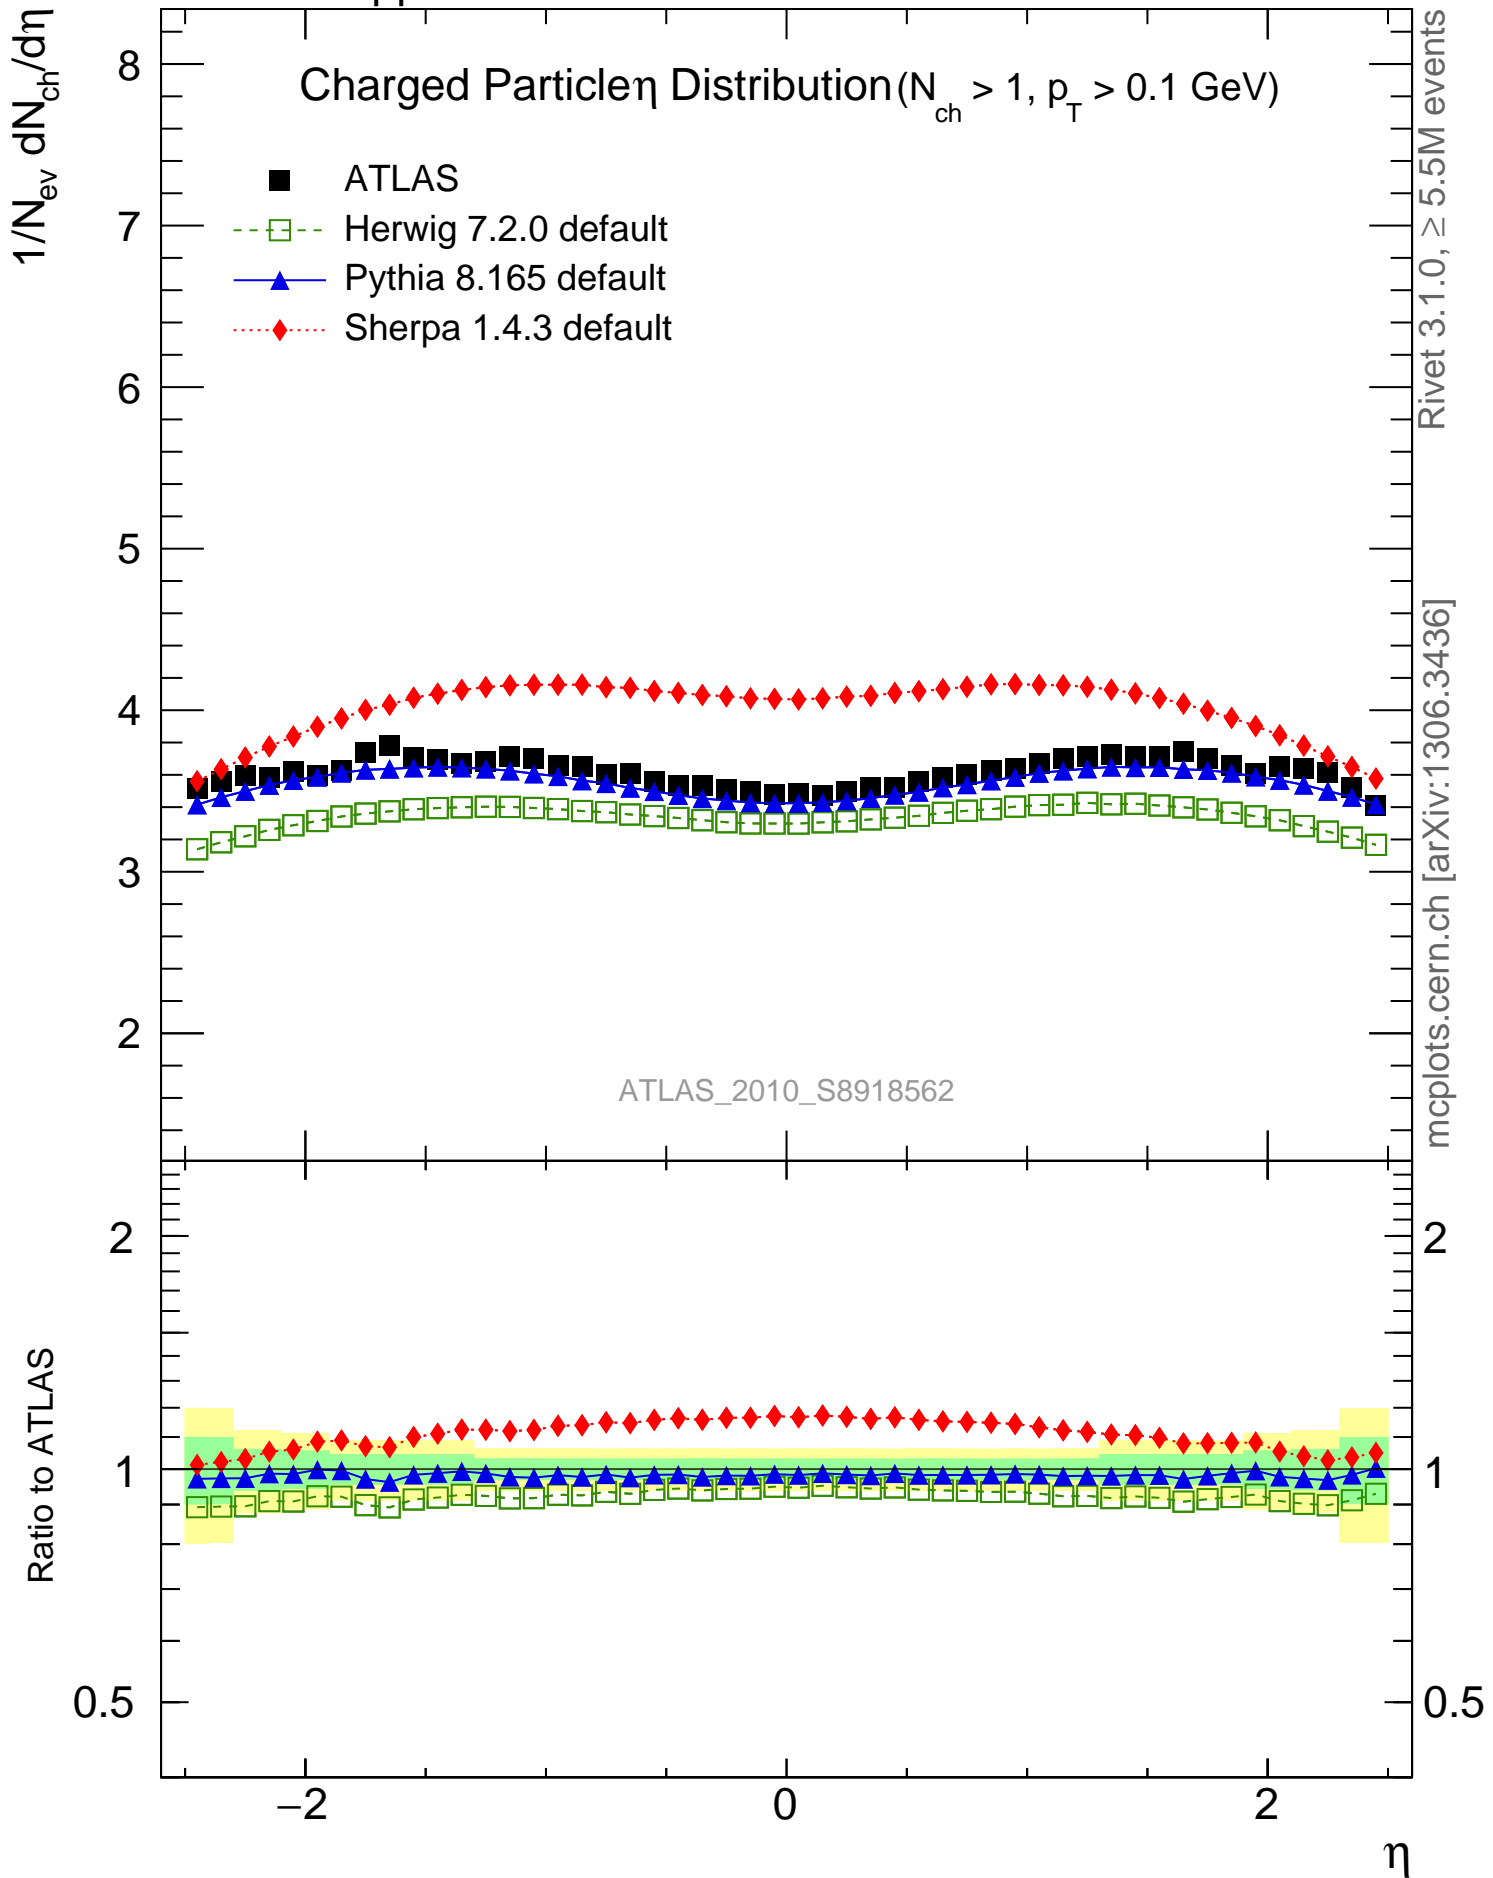 pp
1/N_ev dN_ch/dη
Charged Particleη Distribution (N_ch > 1, p_T > 0.1 GeV)
ATLAS
Herwig 7.2.0 default
Pythia 8.165 default
Sherpa 1.4.3 default
8
7
6
5
4
3
2
ATLAS_2010_S8918562
Rivet 3.1.0, ≥ 5.5M events
mcplots.cern.ch [arXiv:1306.3436]
Ratio to ATLAS
2
1
0.5
2
1
0.5
−2
0
2
η